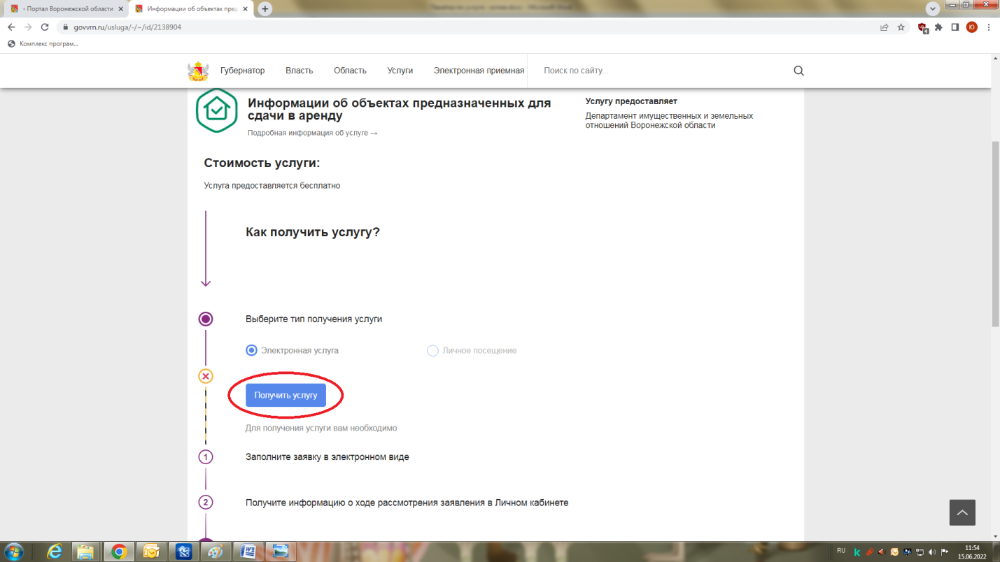 - Портал Воронежской области
Информации об объектах пред
govvrn.ru/usluga/-/~/id/2138904
4
Ю
Комплекс програм...
Губернатор Власть Область Услуги Электронная приемная Поиск по сайту...
Информации об объектах предназначенных для
сдачи в аренду
Подробная информация об услуге →
Услугу предоставляет
Департамент имущественных и земельных
отношений Воронежской области
Стоимость услуги:
Услуга предоставляется бесплатно
Как получить услугу?
Выберите тип получения услуги
Электронная услуга Личное посещение
Получить услугу
Для получения услуги вам необходимо
1 Заполните заявку в электронном виде
2 Получите информацию о ходе рассмотрения заявления в Личном кабинете
RU
11:54
15.06.2022